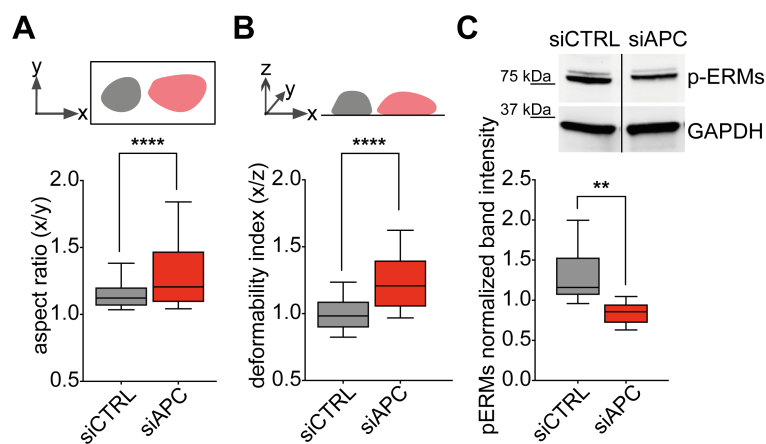 A
y
x
****
aspect ratio (x/y)
2.0
1.5
1.0
0.5
siCTRL
siAPC
B
z
y
x
****
deformability index (x/z)
2.0
1.5
1.0
0.5
siCTRL
siAPC
C
siCTRL siAPC
75 kDa
p-ERMs
37 kDa
GAPDH
**
pERMs normalized band intensity
2.5
2.0
1.5
1.0
0.5
0.0
siCTRL
siAPC